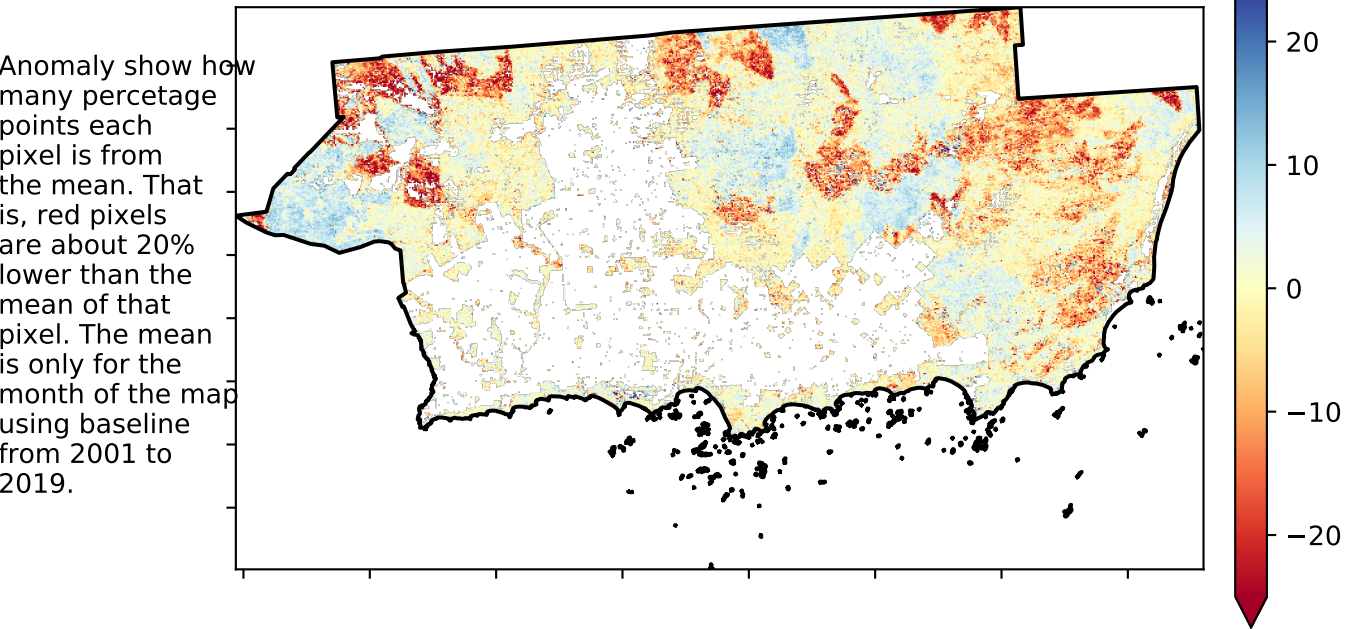 Anomaly show how
many percetage
points each
pixel is from
the mean. That
is, red pixels
are about 20%
lower than the
mean of that
pixel. The mean
is only for the
month of the map
using baseline
from 2001 to
2019.
20
10
0
−10
−20